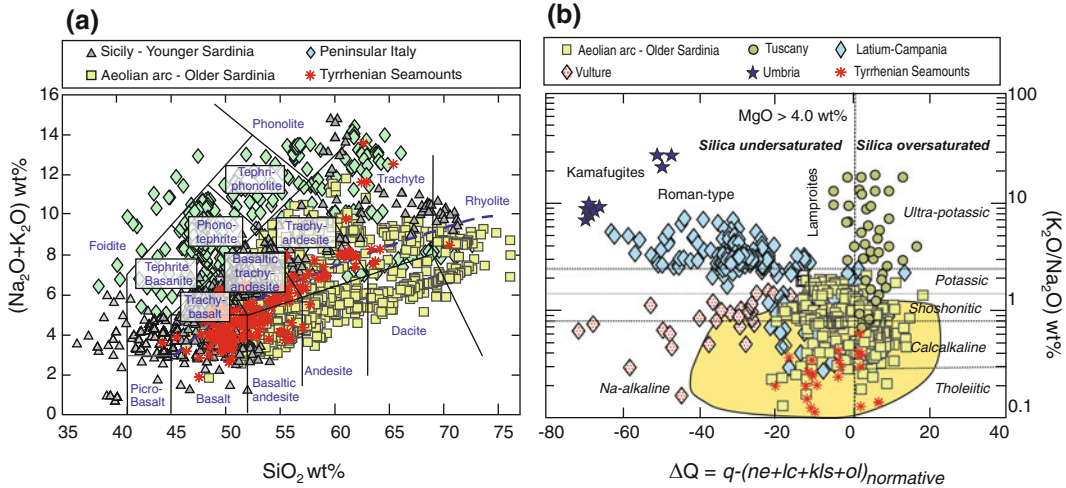 (a)
Sicily - Younger Sardinia
Peninsular Italy
Aeolian arc - Older Sardinia
Tyrrhenian Seamounts
16
14
12
10
8
6
4
2
0
(Na2O+K2O) wt%
Phonolite
Tephri-
phonolite
Trachyte
Rhyolite
Phono-
tephrite
Trachy-
andesite
Foidite
Tephrite
Basanite
Basaltic
trachy-
andesite
Trachy-
basalt
Dacite
Andesite
Picro-
Basalt
Basalt
Basaltic
andesite
35
40
45
50
55
60
65
70
75
SiO2 wt%
(b)
Aeolian arc - Older Sardinia
Tuscany
Latium-Campania
Vulture
Umbria
Tyrrhenian Seamounts
MgO > 4.0 wt%
Silica undersaturated
Silica oversaturated
Kamafugites
Roman-type
Lamproites
Ultra-potassic
Potassic
Shoshonitic
Calcalkaline
Na-alkaline
Tholeiitic
100
10
1
0.1
(K2O/Na2O) wt%
-80
-60
-40
-20
0
20
40
ΔQ = q-(ne+lc+kls+ol)normative